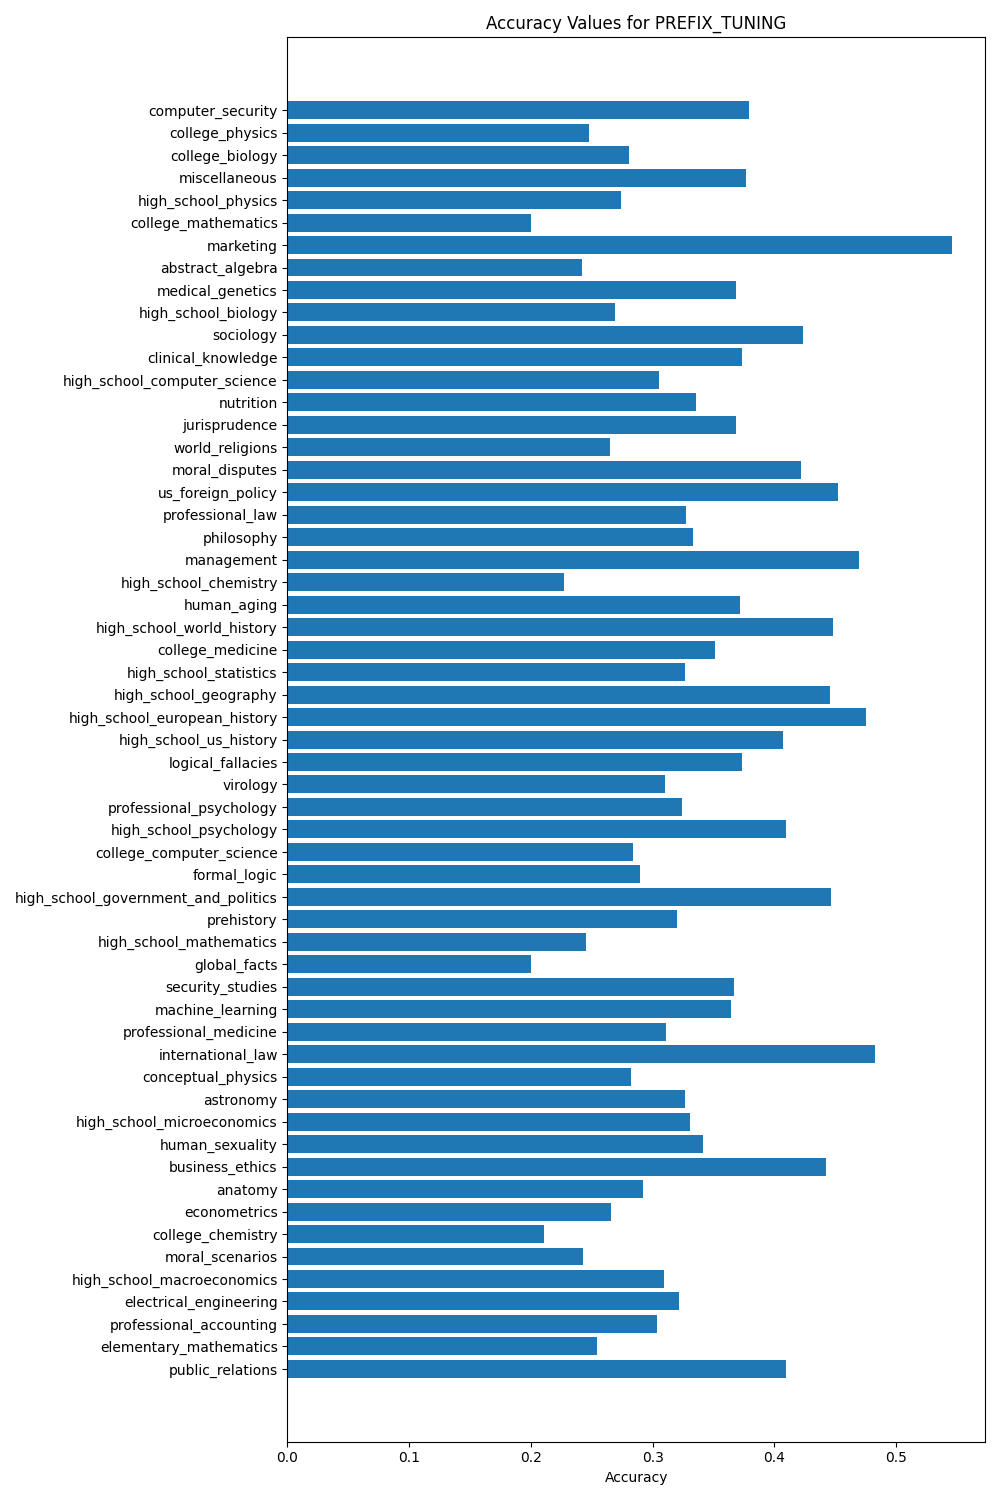 Accuracy Values for PREFIX_TUNING
computer_security
college_physics
college_biology
miscellaneous
high_school_physics
college_mathematics
marketing
abstract_algebra
medical_genetics
high_school_biology
sociology
clinical_knowledge
high_school_computer_science
nutrition
jurisprudence
world_religions
moral_disputes
us_foreign_policy
professional_law
philosophy
management
high_school_chemistry
human_aging
high_school_world_history
college_medicine
high_school_statistics
high_school_geography
high_school_european_history
high_school_us_history
logical_fallacies
virology
professional_psychology
high_school_psychology
college_computer_science
formal_logic
high_school_government_and_politics
prehistory
high_school_mathematics
global_facts
security_studies
machine_learning
professional_medicine
international_law
conceptual_physics
astronomy
high_school_microeconomics
human_sexuality
business_ethics
anatomy
econometrics
college_chemistry
moral_scenarios
high_school_macroeconomics
electrical_engineering
professional_accounting
elementary_mathematics
public_relations
0.0 0.1 0.2 0.3 0.4 0.5
Accuracy